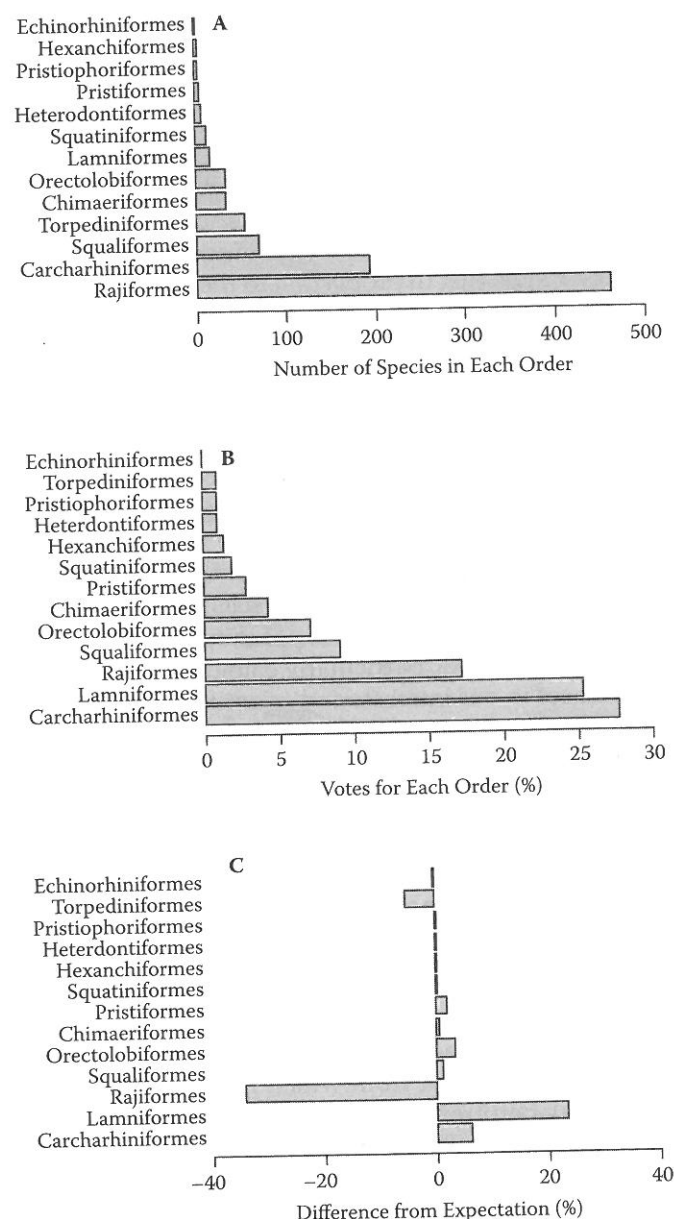 Echinorhiniformes
A
Hexanchiformes
Pristiophoriformes
Pristiformes
Heterodontiformes
Squatiniformes
Lamniformes
Orectolobiformes
Chimaeriformes
Torpediniformes
Squaliformes
Carcharhiniformes
Rajiformes
0 100 200 300 400 500
Number of Species in Each Order
Echinorhiniformes
B
Torpediniformes
Pristiophoriformes
Heterdontiformes
Hexanchiformes
Squatiniformes
Pristiformes
Chimaeriformes
Orectolobiformes
Squaliformes
Rajiformes
Lamniformes
Carcharhiniformes
0 5 10 15 20 25 30
Votes for Each Order (%)
C
Echinorhiniformes
Torpediniformes
Pristiophoriformes
Heterdontiformes
Hexanchiformes
Squatiniformes
Pristiformes
Chimaeriformes
Orectolobiformes
Squaliformes
Rajiformes
Lamniformes
Carcharhiniformes
−40 −20 0 20 40
Difference from Expectation (%)